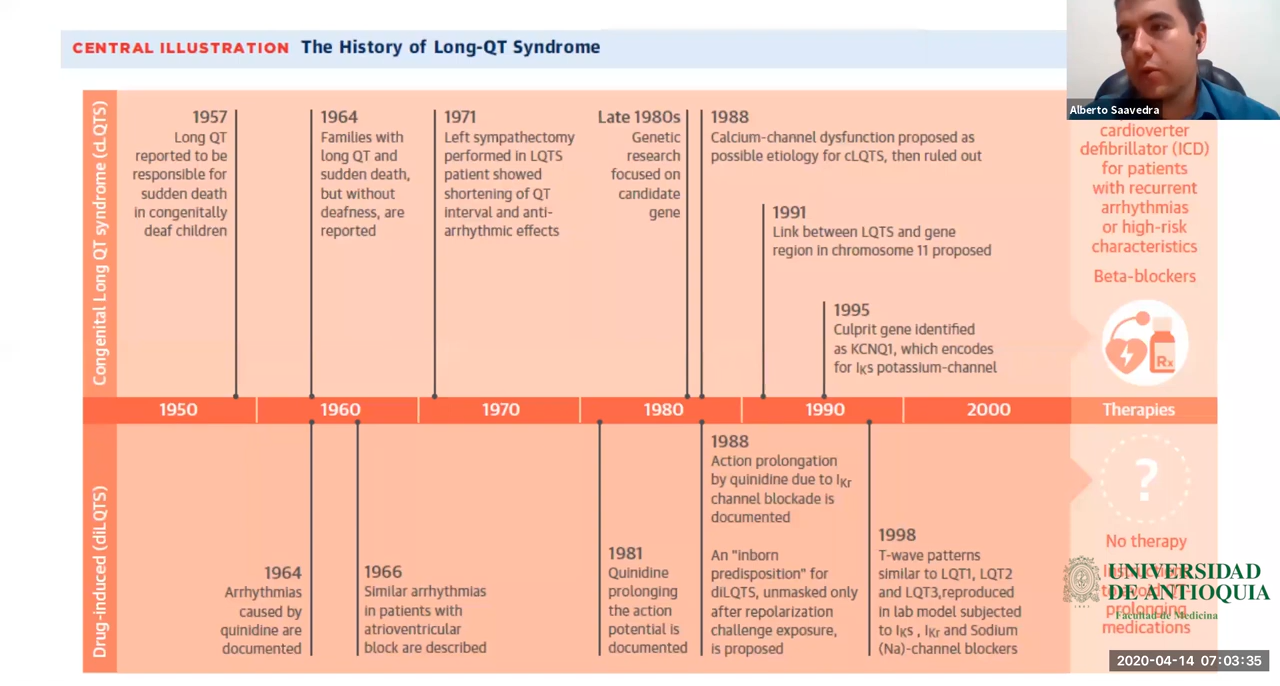 CENTRAL ILLUSTRATION The History of Long-QT Syndrome
Alberto Saavedra
Congenital Long QT syndrome (cLQTS)
1957
Long QT
reported to be
responsible for
sudden death
in congenitally
deaf children
1964
Families with
long QT and
sudden death,
but without
deafness, are
reported
1971
Left sympathectomy
performed in LQTS
patient showed
shortening of QT
interval and anti-
arrhythmic effects
Late 1980s
Genetic
research
focused on
candidate
gene
1988
Calcium-channel dysfunction proposed as
possible etiology for cLQTS, then ruled out
1991
Link between LQTS and gene
region in chromosome 11 proposed
1995
Culprit gene identified
as KCNQ1, which encodes
for IKs potassium-channel
cardioverter
defibrillator (ICD)
for patients
with recurrent
arrhythmias
or high-risk
characteristics
Beta-blockers
Rx
1950 1960 1970 1980 1990 2000 Therapies
Drug-induced (diLQTS)
1964
Arrhythmias
caused by
quinidine are
documented
1966
Similar arrhythmias
in patients with
atrioventricular
block are described
1981
Quinidine
prolonging
the action
potential is
documented
1988
Action prolongation
by quinidine due to IKr
channel blockade is
documented
An "inborn
predisposition" for
diLQTS, unmasked only
after repolarization
challenge exposure,
is proposed
1998
T-wave patterns
similar to LQT1, LQT2
and LQT3,reproduced
in lab model subjected
to IKs , IKr and Sodium
(Na)-channel blockers
?
No therapy
to avoid
prolonging
medications
UNIVERSIDAD
DE ANTIOQUIA
Facultad de Medicina
1803
2020-04-14 07:03:35